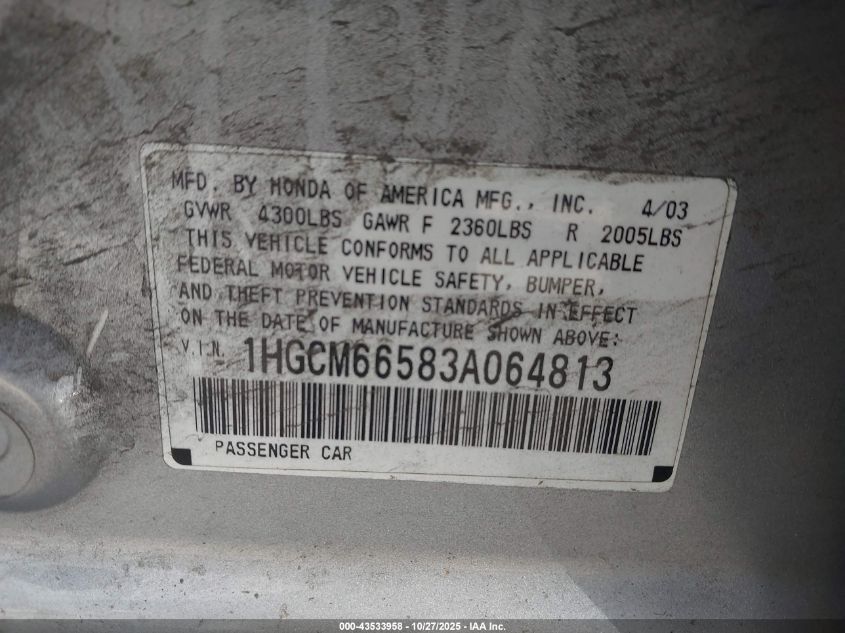 MFD. BY HONDA OF AMERICA MFG., INC. 4/03
GVWR 4300LBS GAWR F 2360LBS R 2005LBS
THIS VEHICLE CONFORMS TO ALL APPLICABLE
FEDERAL MOTOR VEHICLE SAFETY, BUMPER,
AND THEFT PREVENTION STANDARDS IN EFFECT
ON THE DATE OF MANUFACTURE SHOWN ABOVE:
V.I.N. 1HGCM66583A064813
PASSENGER CAR
000-43533958 - 10/27/2025 - IAA Inc.